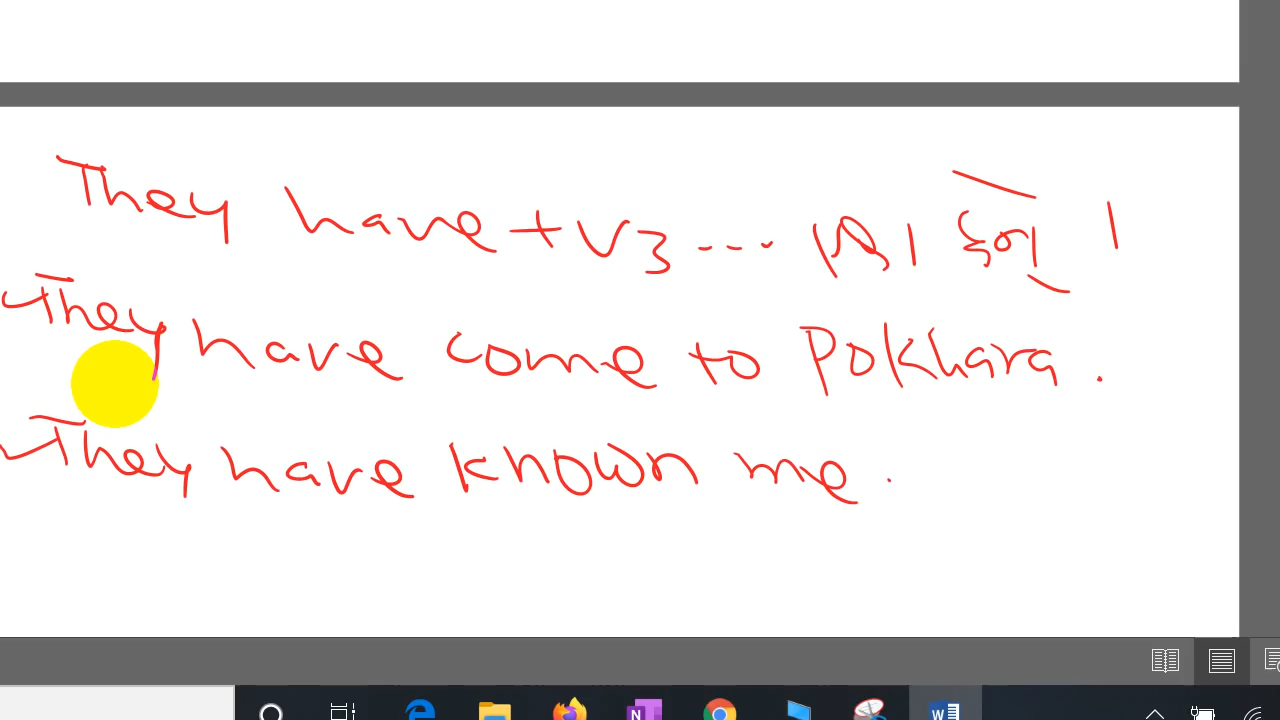 They have + V3 ... का छन् ।
They have come to Pokhara.
They have known me.